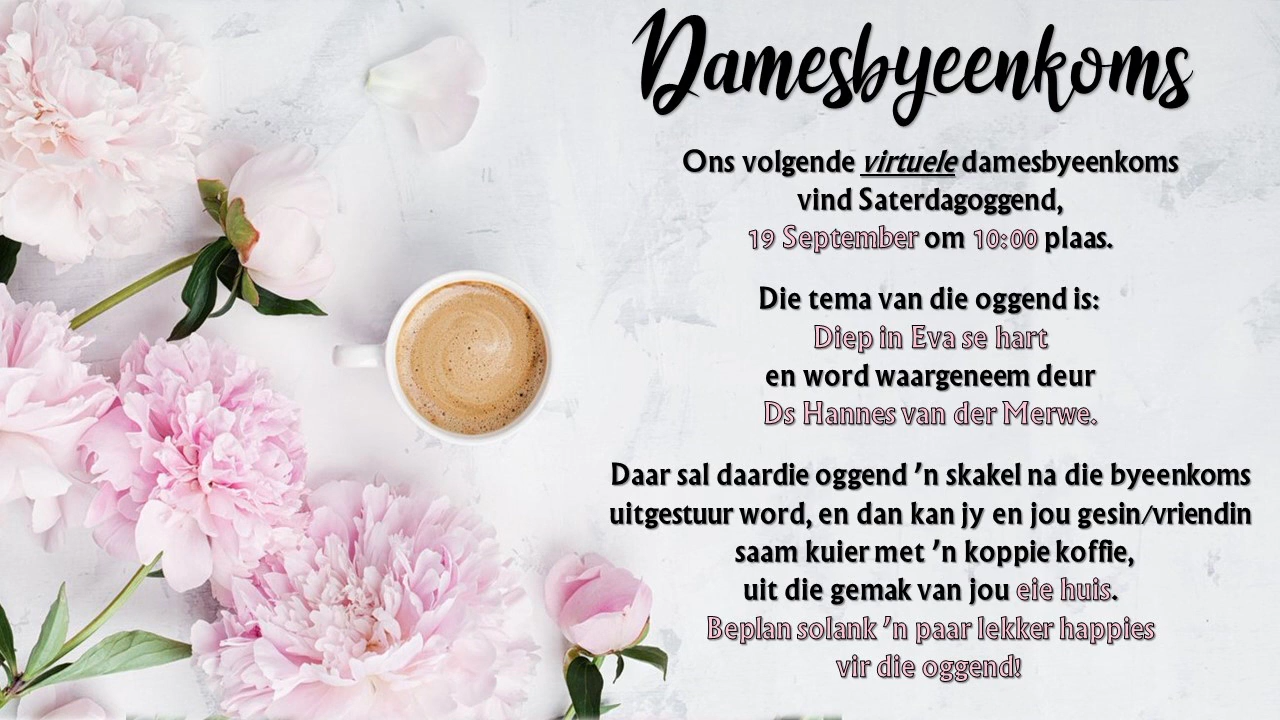 Damesbyeenkoms
Ons volgende virtuele damesbyeenkoms
vind Saterdagoggend,
19 September om 10:00 plaas.
Die tema van die oggend is:
Diep in Eva se hart
en word waargeneem deur
Ds Hannes van der Merwe.
Daar sal daardie oggend ’n skakel na die byeenkoms
uitgestuur word, en dan kan jy en jou gesin/vriendin
saam kuier met ’n koppie koffie,
uit die gemak van jou eie huis.
Beplan solank ’n paar lekker happies
vir die oggend!